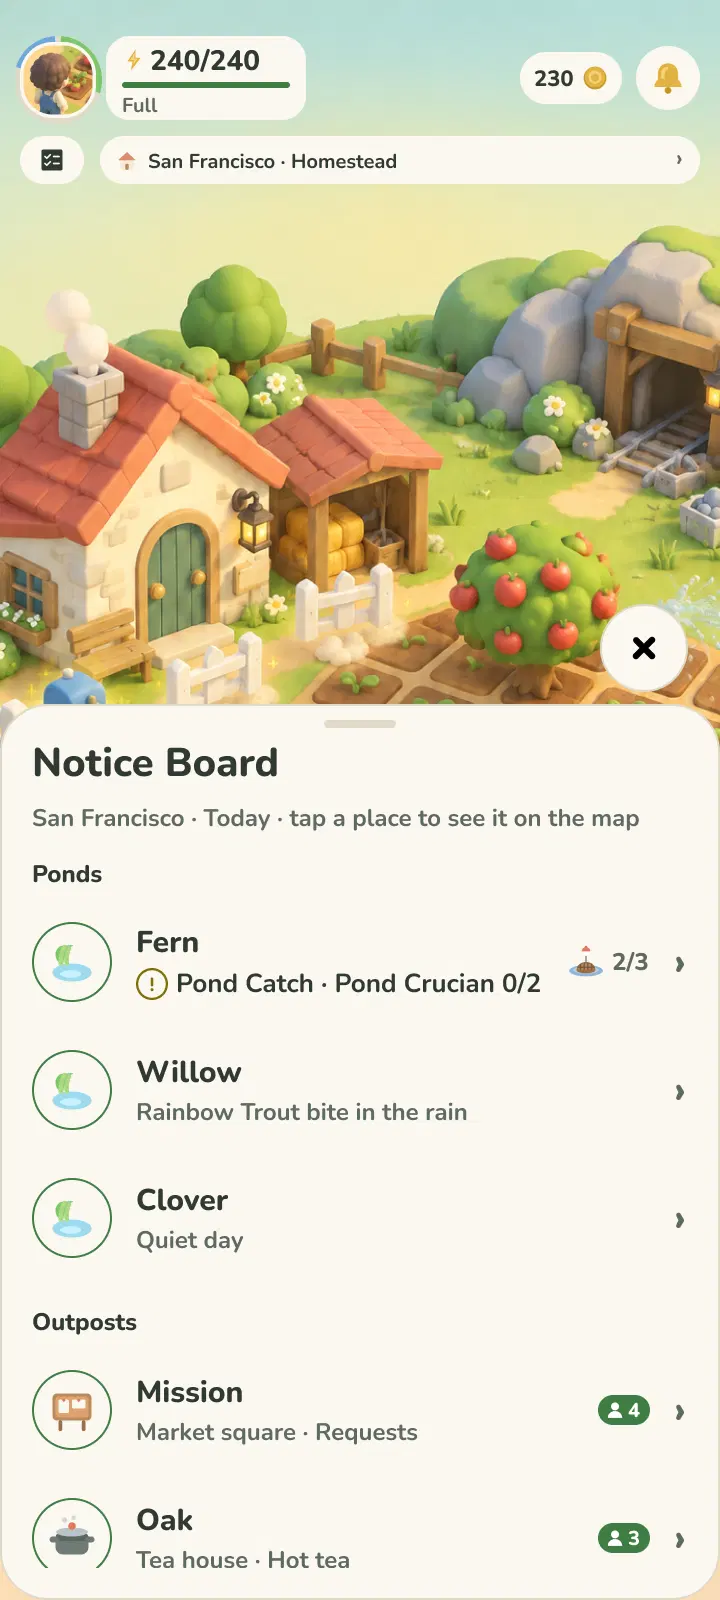 240/240
Full
230
San Francisco · Homestead
Notice Board
San Francisco · Today · tap a place to see it on the map
Ponds
Fern
Pond Catch · Pond Crucian 0/2
2/3
Willow
Rainbow Trout bite in the rain
Clover
Quiet day
Outposts
Mission
Market square · Requests
4
Oak
Tea house · Hot tea
3